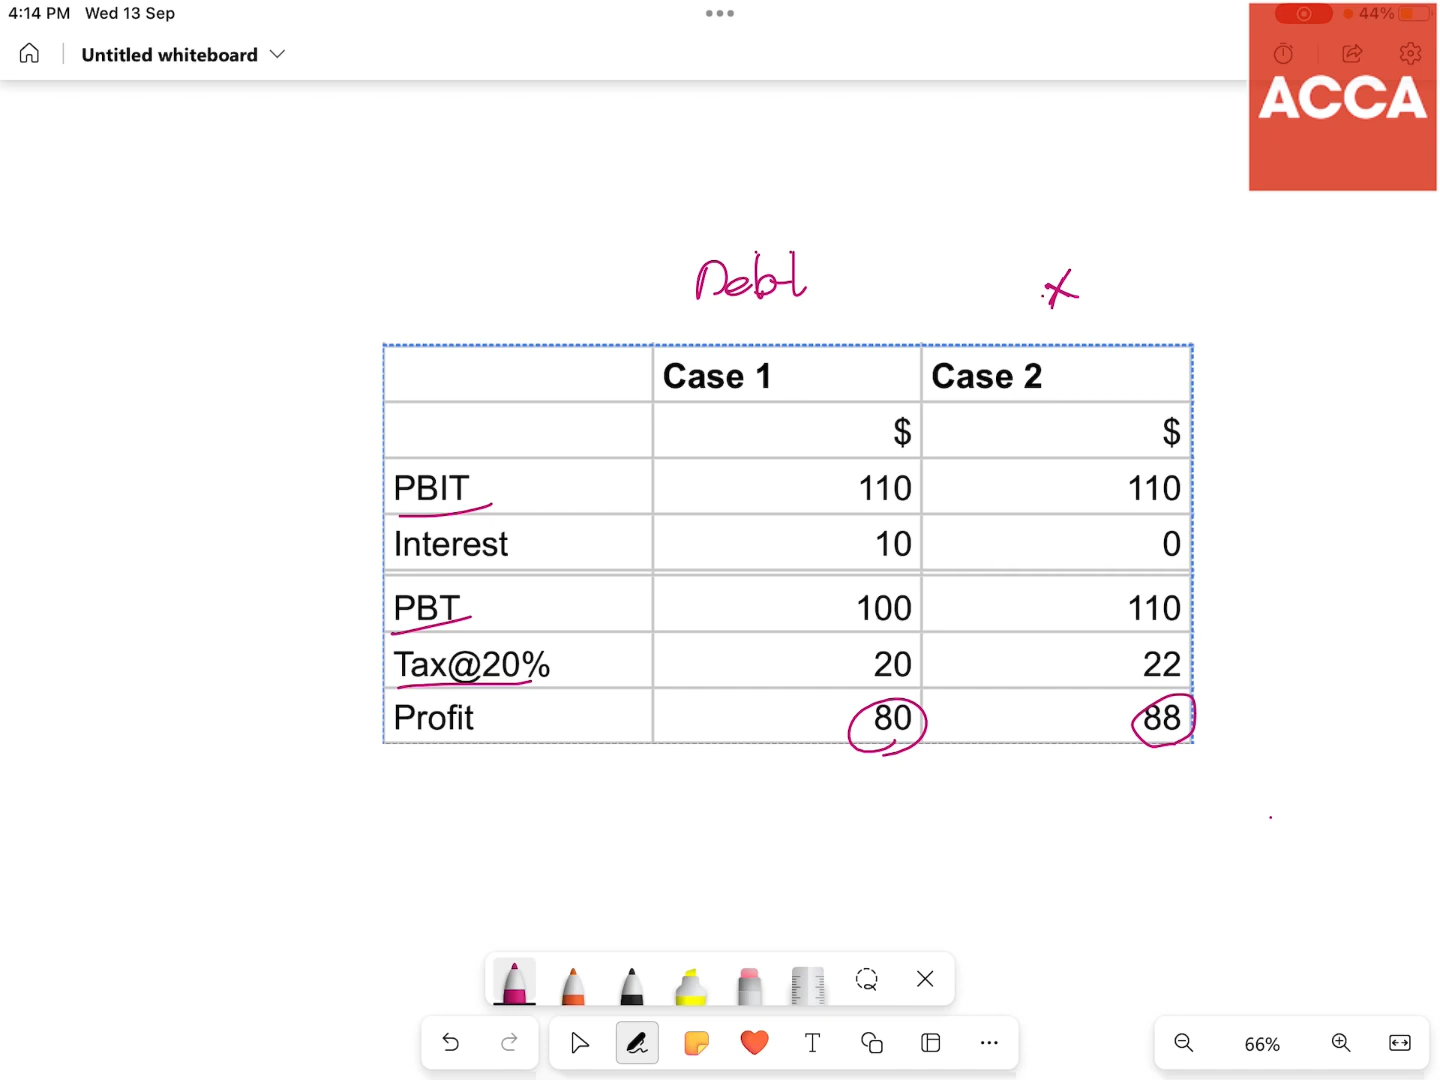 4:14 PM Wed 13 Sep
44%
Untitled whiteboard
ACCA
Debt x
Case 1 Case 2
$ $
PBIT 110 110
Interest 10 0
PBT 100 110
Tax@20% 20 22
Profit 80 88
T
66%